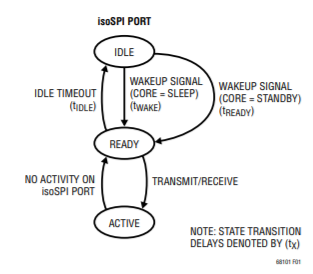 isoSPI PORT
IDLE
IDLE TIMEOUT
(tIDLE)
WAKEUP SIGNAL
(CORE = SLEEP)
(tWAKE)
WAKEUP SIGNAL
(CORE = STANDBY)
(tREADY)
READY
NO ACTIVITY ON
isoSPI PORT
TRANSMIT/RECEIVE
ACTIVE
NOTE: STATE TRANSITION
DELAYS DENOTED BY (tX)
68101 F01